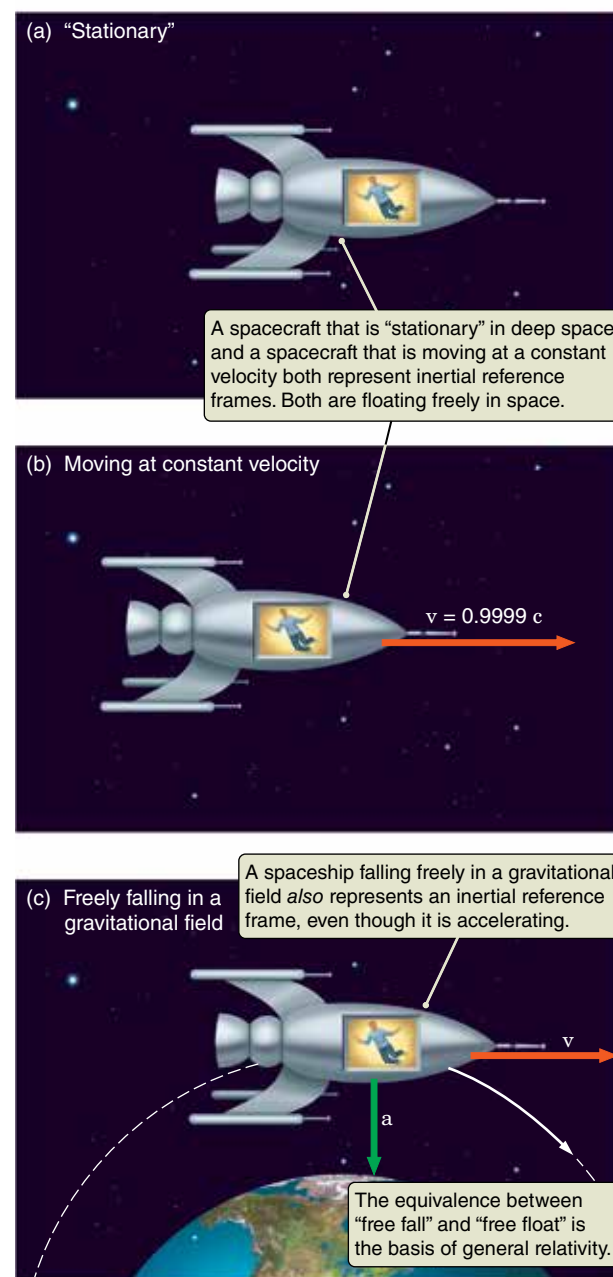 (a) “Stationary”
A spacecraft that is “stationary” in deep space
and a spacecraft that is moving at a constant
velocity both represent inertial reference
frames. Both are floating freely in space.
(b) Moving at constant velocity
v = 0.9999 c
A spaceship falling freely in a gravitational
field also represents an inertial reference
frame, even though it is accelerating.
(c) Freely falling in a
gravitational field
v
a
The equivalence between
“free fall” and “free float” is
the basis of general relativity.